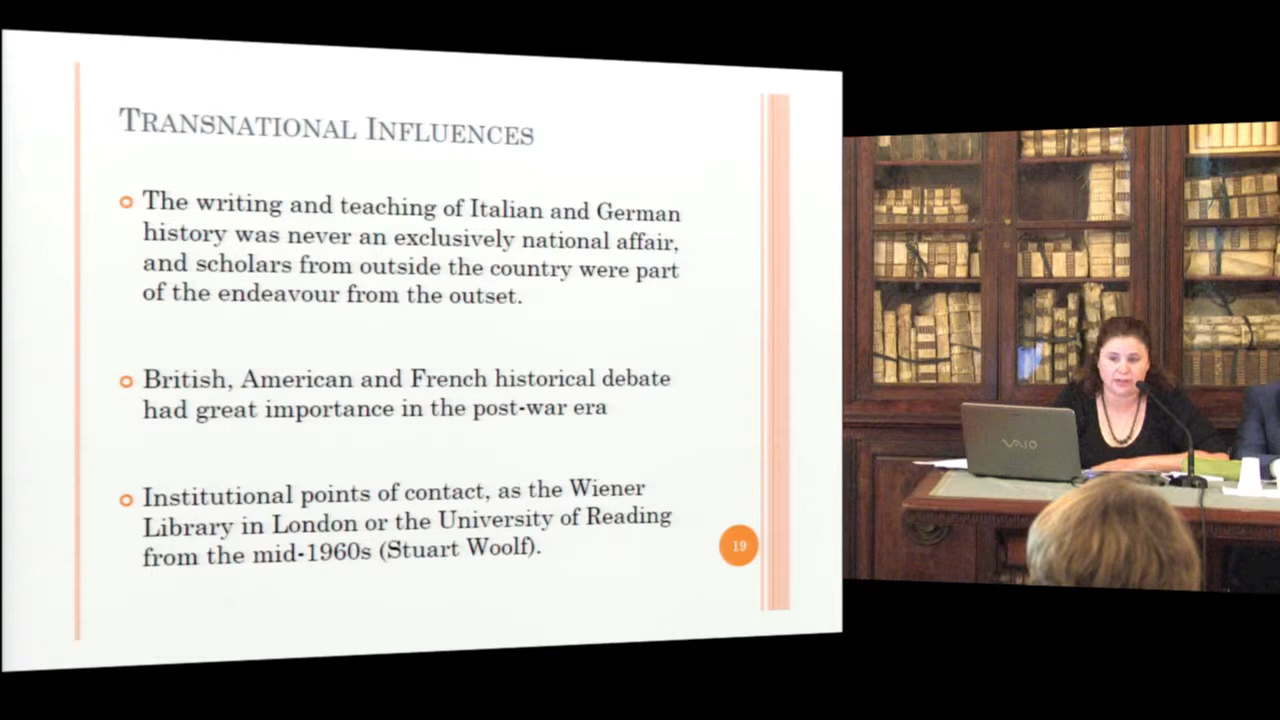 TRANSNATIONAL INFLUENCES
The writing and teaching of Italian and German
history was never an exclusively national affair,
and scholars from outside the country were part
of the endeavour from the outset.
British, American and French historical debate
had great importance in the post-war era
Institutional points of contact, as the Wiener
Library in London or the University of Reading
from the mid-1960s (Stuart Woolf).
19
VAIO